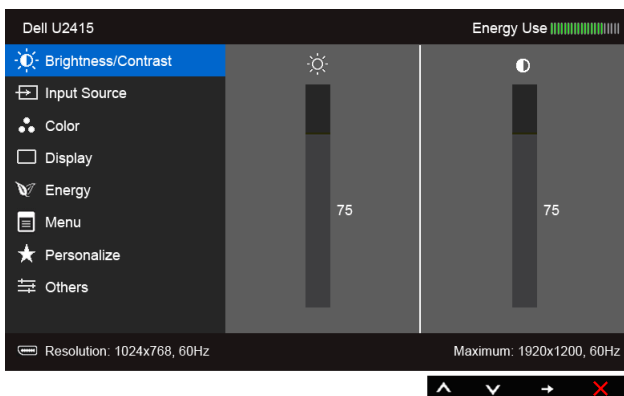 Dell U2415
Energy Use
Brightness/Contrast
Input Source
Color
Display
Energy
Menu
Personalize
Others
75
75
Resolution: 1024x768, 60Hz
Maximum: 1920x1200, 60Hz